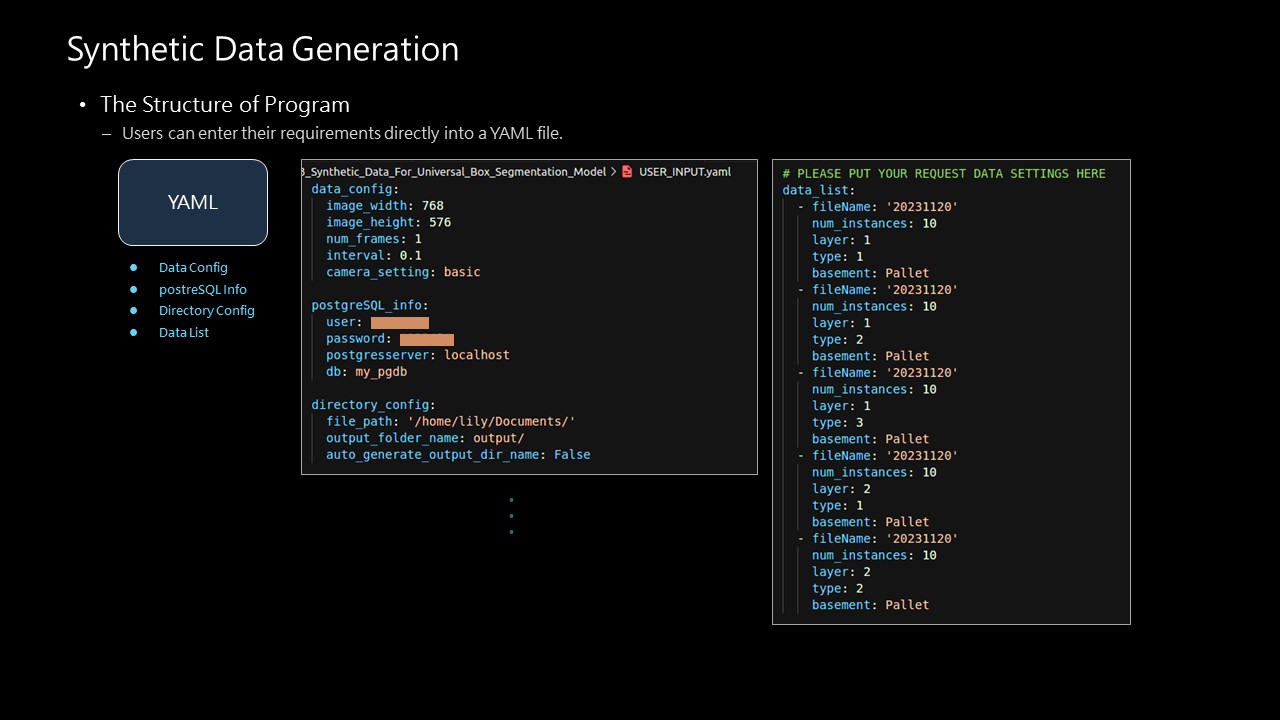 Synthetic Data Generation
• The Structure of Program
– Users can enter their requirements directly into a YAML file.
YAML
● Data Config
● postreSQL Info
● Directory Config
● Data List
3_Synthetic_Data_For_Universal_Box_Segmentation_Model > USER_INPUT.yaml
data_config:
image_width: 768
image_height: 576
num_frames: 1
interval: 0.1
camera_setting: basic
postgreSQL_info:
user:
password:
postgresserver: localhost
db: my_pgdb
directory_config:
file_path: '/home/lily/Documents/'
output_folder_name: output/
auto_generate_output_dir_name: False
# PLEASE PUT YOUR REQUEST DATA SETTINGS HERE
data_list:
- fileName: '20231120'
num_instances: 10
layer: 1
type: 1
basement: Pallet
- fileName: '20231120'
num_instances: 10
layer: 1
type: 2
basement: Pallet
- fileName: '20231120'
num_instances: 10
layer: 1
type: 3
basement: Pallet
- fileName: '20231120'
num_instances: 10
layer: 2
type: 1
basement: Pallet
- fileName: '20231120'
num_instances: 10
layer: 2
type: 2
basement: Pallet